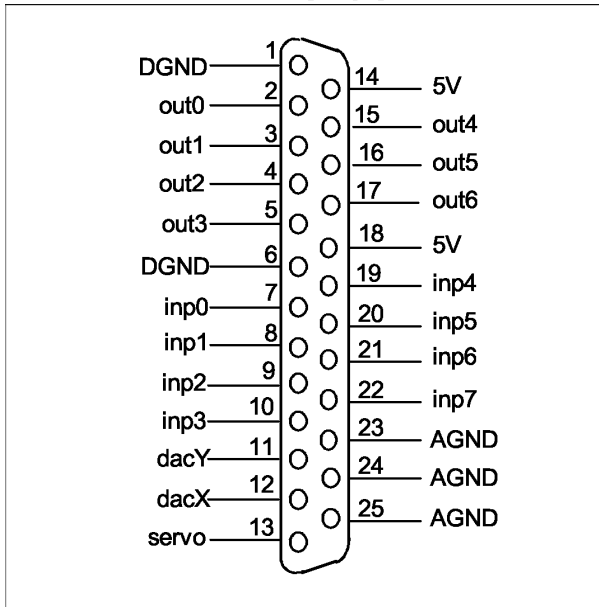 DGND 1
out0 2
out1 3
out2 4
out3 5
DGND 6
inp0 7
inp1 8
inp2 9
inp3 10
dacY 11
dacX 12
servo 13
14 5V
15 out4
16 out5
17 out6
18 5V
19 inp4
20 inp5
21 inp6
22 inp7
23 AGND
24 AGND
25 AGND